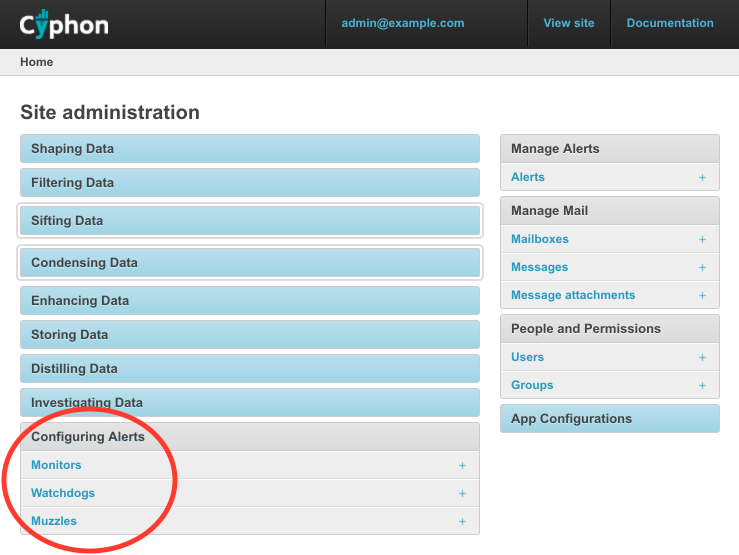 Cyphon
admin@example.com
View site
Documentation
Home
Site administration
Shaping Data
Filtering Data
Sifting Data
Condensing Data
Enhancing Data
Storing Data
Distilling Data
Investigating Data
Configuring Alerts
Monitors +
Watchdogs +
Muzzles +
Manage Alerts
Alerts +
Manage Mail
Mailboxes +
Messages +
Message attachments +
People and Permissions
Users +
Groups +
App Configurations